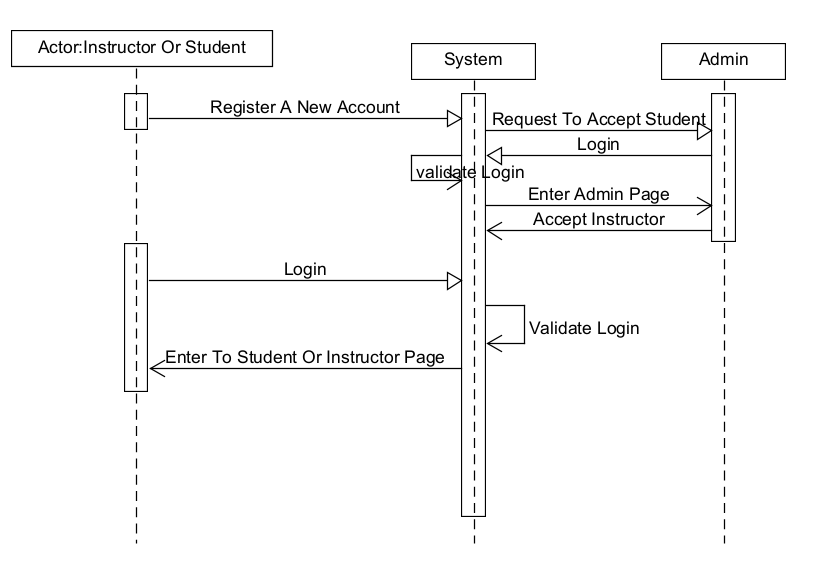 Actor:Instructor Or Student
System
Admin
Register A New Account
Request To Accept Student
Login
validate Login
Enter Admin Page
Accept Instructor
Login
Validate Login
Enter To Student Or Instructor Page